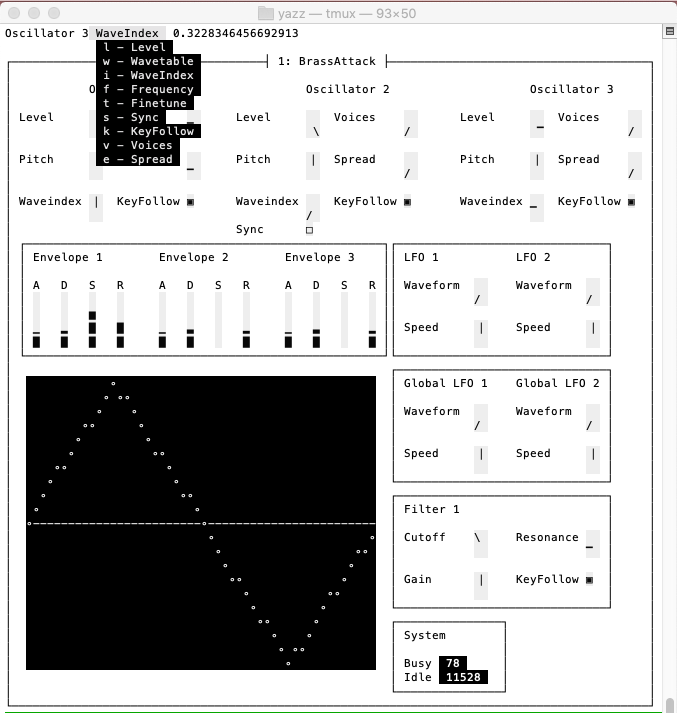 yazz — tmux — 93×50
Oscillator 3 WaveIndex 0.3228346456692913
l – Level
w – Wavetable
i – WaveIndex
f – Frequency
t – Finetune
s – Sync
k – KeyFollow
v – Voices
e – Spread
1: BrassAttack
O Oscillator 2 Oscillator 3
Level Level Voices Level Voices
Pitch Pitch Spread Pitch Spread
Waveindex KeyFollow Waveindex KeyFollow Waveindex KeyFollow
Sync
Envelope 1 Envelope 2 Envelope 3 LFO 1 LFO 2
A D S R A D S R A D S R Waveform Waveform
Speed Speed
Global LFO 1 Global LFO 2
Waveform Waveform
Speed Speed
Filter 1
Cutoff Resonance
Gain KeyFollow
System
Busy 78
Idle 11528